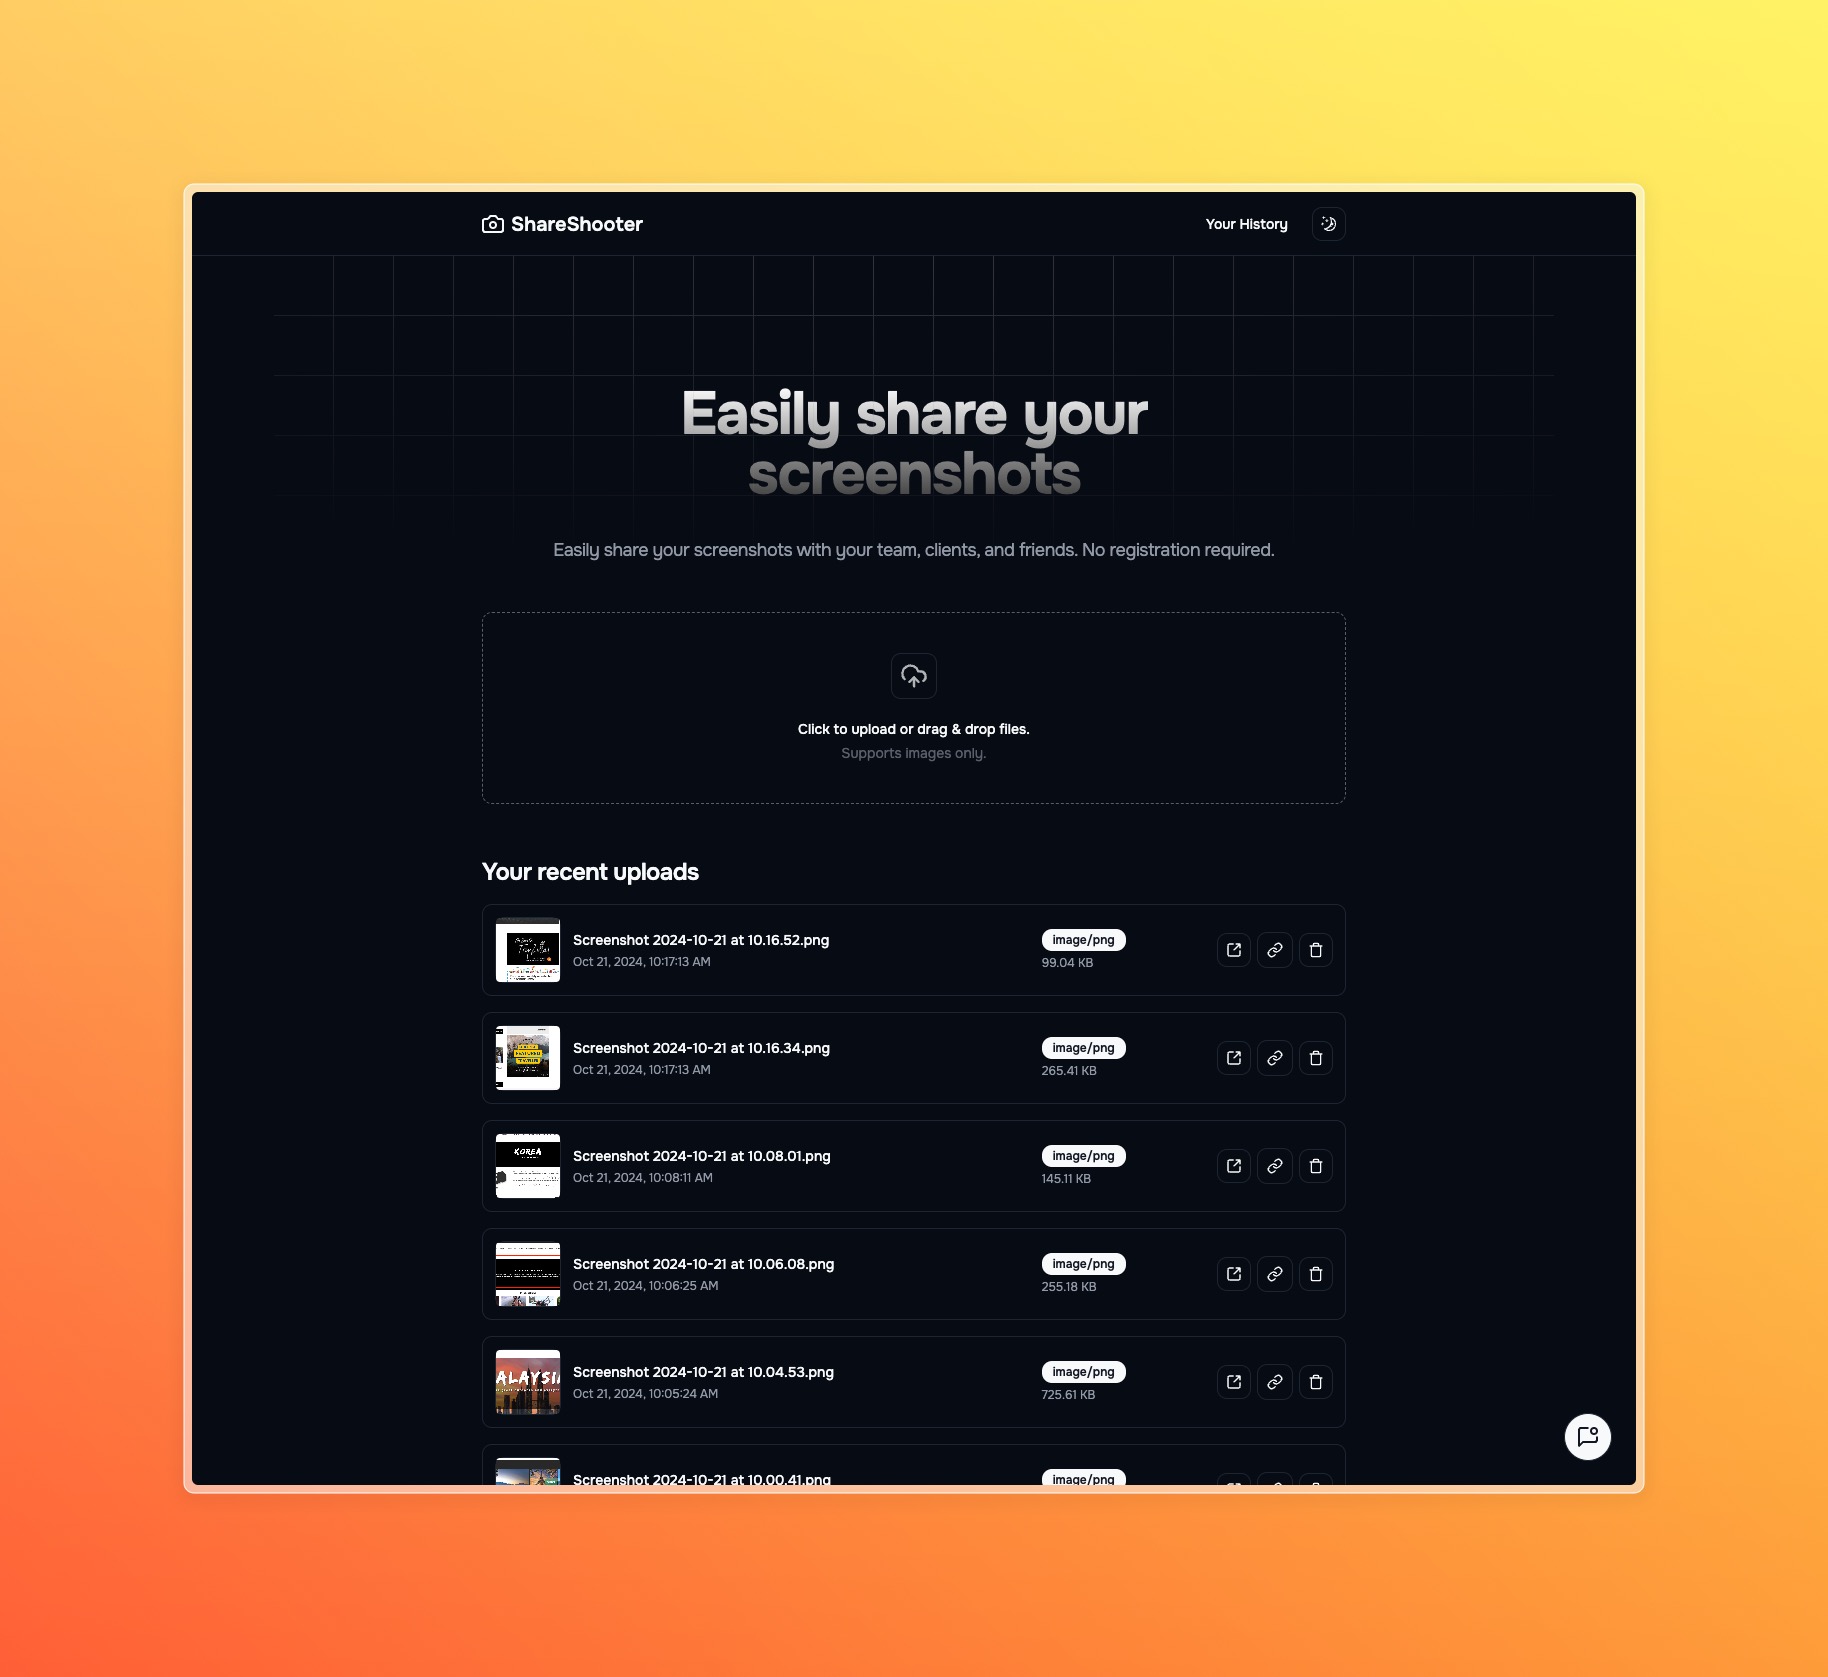 ShareShooter
Your History
Easily share your
screenshots
Easily share your screenshots with your team, clients, and friends. No registration required.
Click to upload or drag & drop files.
Supports images only.
Your recent uploads
Screenshot 2024-10-21 at 10.16.52.png
image/png
Oct 21, 2024, 10:17:13 AM
99.04 KB
Screenshot 2024-10-21 at 10.16.34.png
image/png
Oct 21, 2024, 10:17:13 AM
265.41 KB
FEATURED
Screenshot 2024-10-21 at 10.08.01.png
image/png
Oct 21, 2024, 10:08:11 AM
145.11 KB
KOREA
Screenshot 2024-10-21 at 10.06.08.png
image/png
Oct 21, 2024, 10:06:25 AM
255.18 KB
Screenshot 2024-10-21 at 10.04.53.png
image/png
Oct 21, 2024, 10:05:24 AM
725.61 KB
ALAYSI
Screenshot 2024-10-21 at 10.00.41.png
image/png